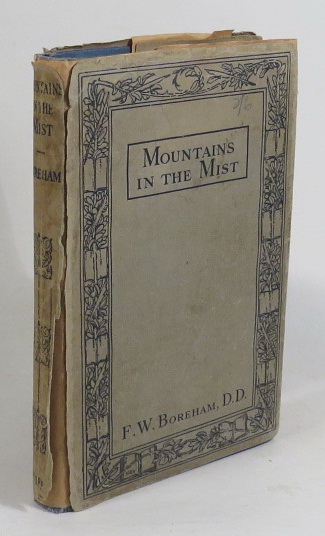 MOUNTAINS
IN THE MIST
F. W. BOREHAM, D.D.
MOUNTAINS
IN THE
MIST
BOREHAM